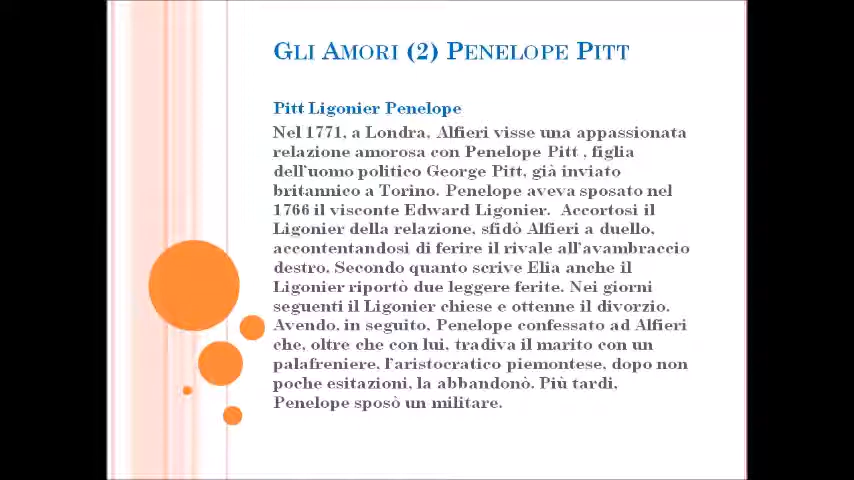 GLI AMORI (2) PENELOPE PITT
Pitt Ligonier Penelope
Nel 1771, a Londra, Alfieri visse una appassionata
relazione amorosa con Penelope Pitt , figlia
dell'uomo politico George Pitt, già inviato
britannico a Torino. Penelope aveva sposato nel
1766 il visconte Edward Ligonier. Accortosi il
Ligonier della relazione, sfidò Alfieri a duello,
accontentandosi di ferire il rivale all'avambraccio
destro. Secondo quanto scrive Elia anche il
Ligonier riportò due leggere ferite. Nei giorni
seguenti il Ligonier chiese e ottenne il divorzio.
Avendo, in seguito, Penelope confessato ad Alfieri
che, oltre che con lui, tradiva il marito con un
palafreniere, l'aristocratico piemontese, dopo non
poche esitazioni, la abbandonò. Più tardi,
Penelope sposò un militare.